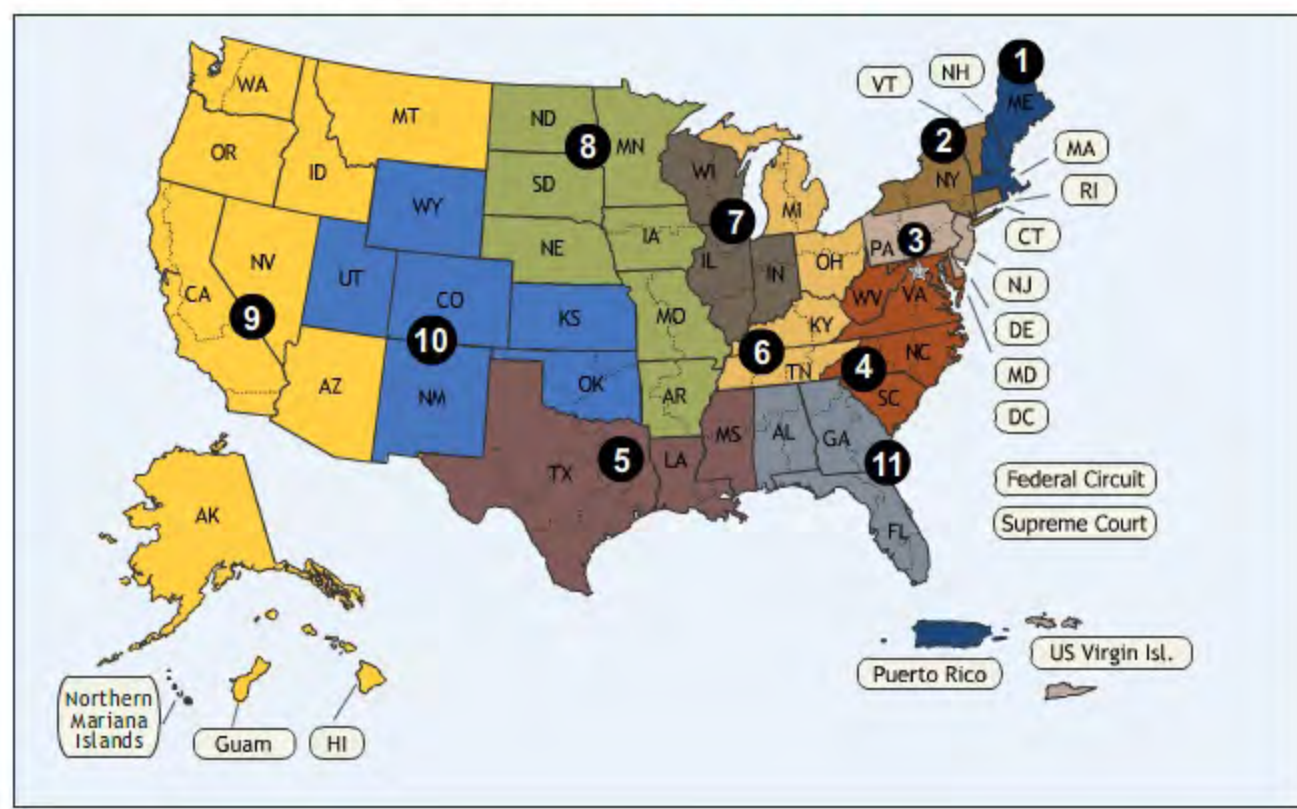 1
NH
VT
ME
WA
MT
ND
MN
8
2
MA
OR
ID
WI
NY
RI
SD
WY
7
MI
CT
IA
3
PA
NE
NV
OH
NJ
UT
IL
IN
CA
CO
WV
VA
DE
9
KS
MO
KY
10
6
NC
MD
TN
4
AZ
OK
AR
NM
SC
DC
MS
AL
GA
5
LA
11
TX
Federal Circuit
AK
Supreme Court
FL
US Virgin Isl.
Puerto Rico
Northern
Mariana
Islands
Guam
HI